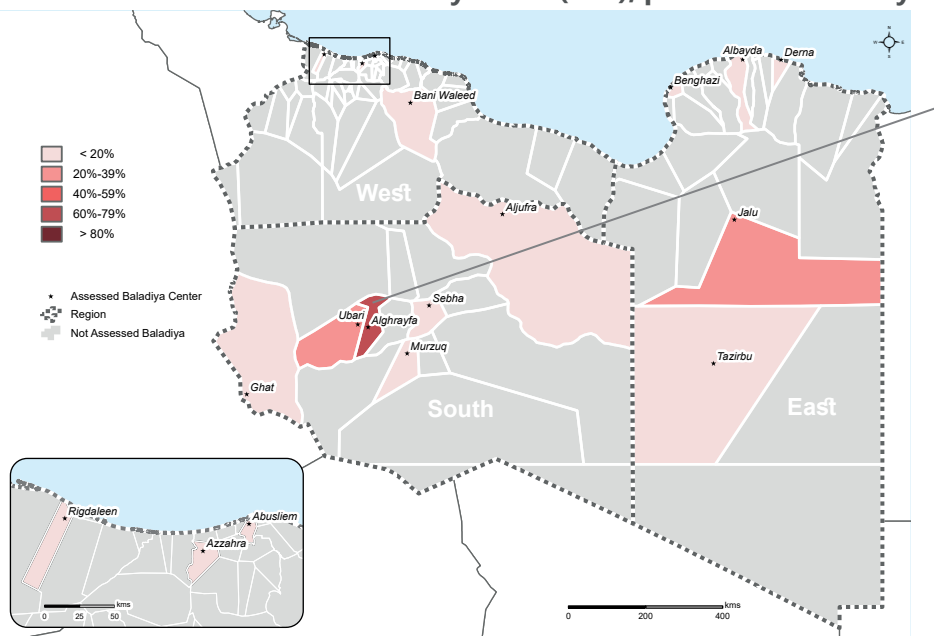 N
W E
S
Albayda
Derna
Benghazi
Bani Waleed
< 20%
20%-39%
40%-59%
60%-79%
> 80%
West
Aljufra
Jalu
Assessed Baladiya Center
Region
Not Assessed Baladiya
Sebha
Ubari
Alghrayfa
Murzuq
Tazirbu
Ghat
South
East
Rigdaleen
Abusliem
Azzahra
kms
0 25 50
kms
0 200 400